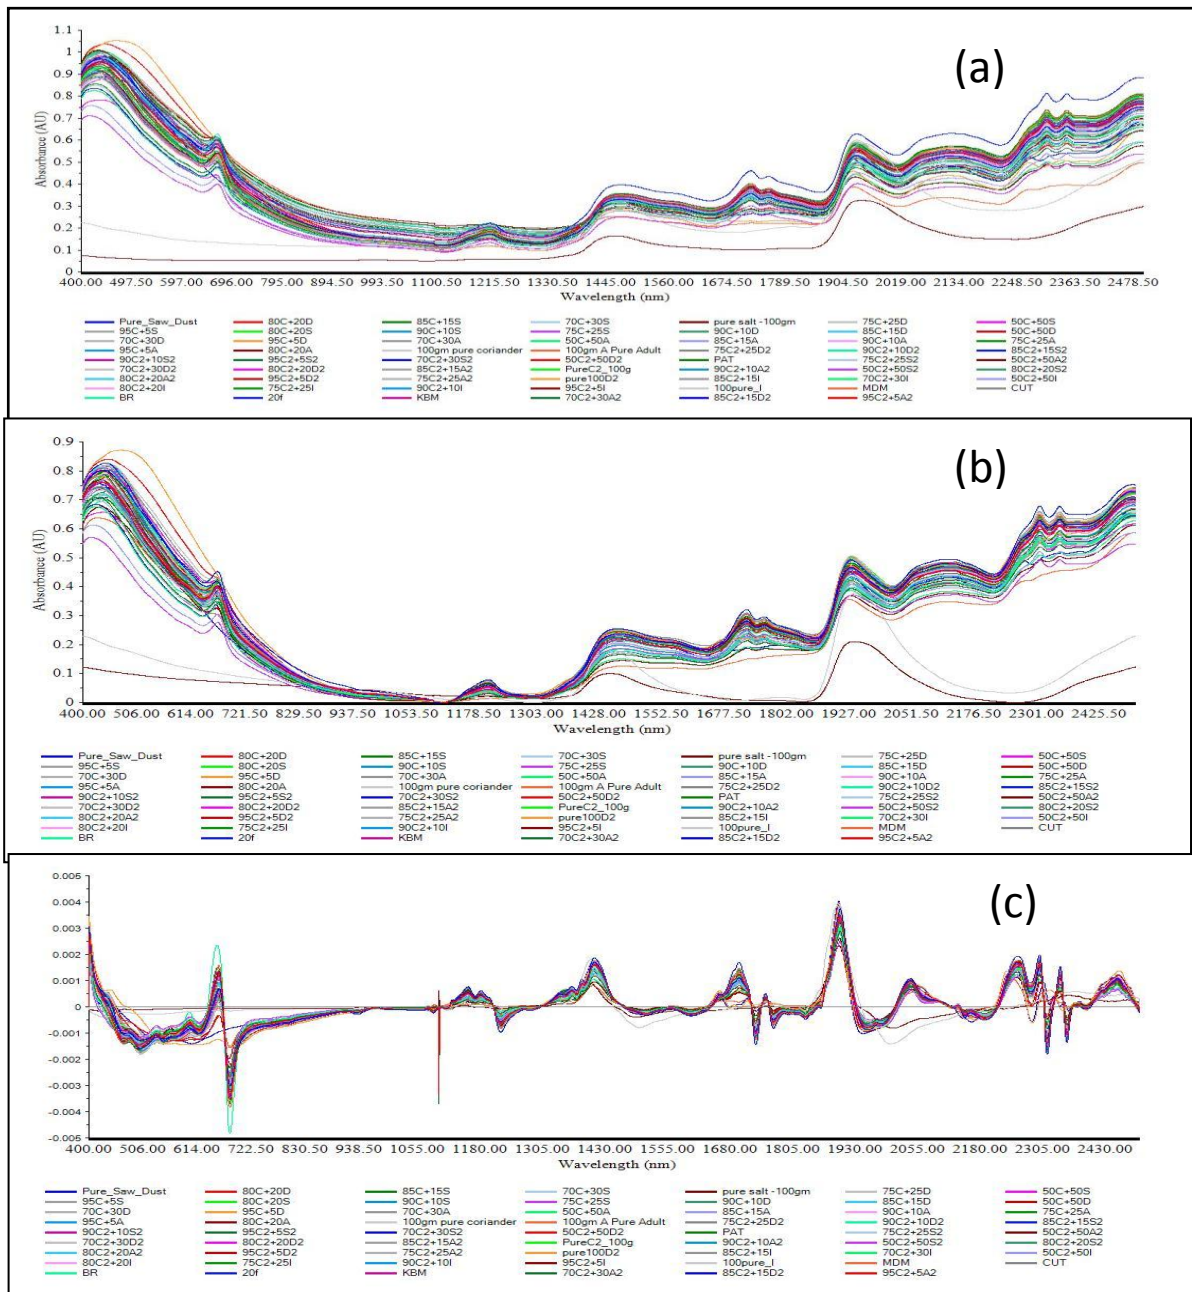 (a)
1.1
1
0.9
0.8
0.7
0.6
0.5
0.4
0.3
0.2
0.1
0
Absorbance (AU)
400.00 497.50 597.00 696.00 795.00 894.50 993.50 1100.50 1215.50 1330.50 1445.00 1560.00 1674.50 1789.50 1904.50 2019.00 2134.00 2248.50 2363.50 2478.50
Wavelength (nm)
Pure_Saw_Dust 80C+20D 85C+15S 70C+30S pure salt -100gm 75C+25D 50C+50S
95C+5S 80C+20S 90C+10S 75C+25S 90C+10D 85C+15D 50C+50D
70C+30D 95C+5D 70C+30A 50C+50A 85C+15A 90C+10A 75C+25A
95C+5A 80C+20A 100gm pure coriander 100gm A Pure Adult 75C2+25D2 90C2+10D2 85C2+15S2
90C2+10S2 95C2+5S2 70C2+30S2 50C2+50D2 PAT 75C2+25S2 50C2+50A2
70C2+30D2 80C2+20D2 85C2+15A2 PureC2_100g 90C2+10A2 50C2+50S2 80C2+20S2
80C2+20A2 95C2+5D2 75C2+25A2 pure100D2 85C2+15I 70C2+30I 50C2+50I
80C2+20I 75C2+25I 90C2+10I 95C2+5I 100pure_I MDM CUT
BR 20f KBM 70C2+30A2 85C2+15D2 95C2+5A2
(b)
0.9
0.8
0.7
0.6
0.5
0.4
0.3
0.2
0.1
0
Absorbance (AU)
400.00 506.00 614.00 721.50 829.50 937.50 1055.50 1178.50 1303.00 1428.00 1552.50 1677.50 1802.00 1927.00 2051.50 2176.50 2301.00 2425.50
Wavelength (nm)
Pure_Saw_Dust 80C+20D 85C+15S 70C+30S pure salt -100gm 75C+25D 50C+50S
95C+5S 80C+20S 90C+10S 75C+25S 90C+10D 85C+15D 50C+50D
70C+30D 95C+5D 70C+30A 50C+50A 85C+15A 90C+10A 75C+25A
95C+5A 80C+20A 100gm pure coriander 100gm A Pure Adult 75C2+25D2 90C2+10D2 85C2+15S2
90C2+10S2 95C2+5S2 70C2+30S2 50C2+50D2 PAT 75C2+25S2 50C2+50A2
70C2+30D2 80C2+20D2 85C2+15A2 PureC2_100g 90C2+10A2 50C2+50S2 80C2+20S2
80C2+20A2 95C2+5D2 75C2+25A2 pure100D2 85C2+15I 70C2+30I 50C2+50I
80C2+20I 75C2+25I 90C2+10I 95C2+5I 100pure_I MDM CUT
BR 20f KBM 70C2+30A2 85C2+15D2 95C2+5A2
(c)
0.005
0.004
0.003
0.002
0.001
0
-0.001
-0.002
-0.003
-0.004
-0.005
400.00 506.00 614.00 722.50 830.50 938.50 1055.00 1180.00 1305.00 1430.00 1555.00 1680.00 1805.00 1930.00 2055.00 2180.00 2305.00 2430.00
Wavelength (nm)
Pure_Saw_Dust 80C+20D 85C+15S 70C+30S pure salt -100gm 75C+25D 50C+50S
95C+5S 80C+20S 90C+10S 75C+25S 90C+10D 85C+15D 50C+50D
70C+30D 95C+5D 70C+30A 50C+50A 85C+15A 90C+10A 75C+25A
95C+5A 80C+20A 100gm pure coriander 100gm A Pure Adult 75C2+25D2 90C2+10D2 85C2+15S2
90C2+10S2 95C2+5S2 70C2+30S2 50C2+50D2 PAT 75C2+25S2 50C2+50A2
70C2+30D2 80C2+20D2 85C2+15A2 PureC2_100g 90C2+10A2 50C2+50S2 80C2+20S2
80C2+20A2 95C2+5D2 75C2+25A2 pure100D2 85C2+15I 70C2+30I 50C2+50I
80C2+20I 75C2+25I 90C2+10I 95C2+5I 100pure_I MDM CUT
BR 20f KBM 70C2+30A2 85C2+15D2 95C2+5A2